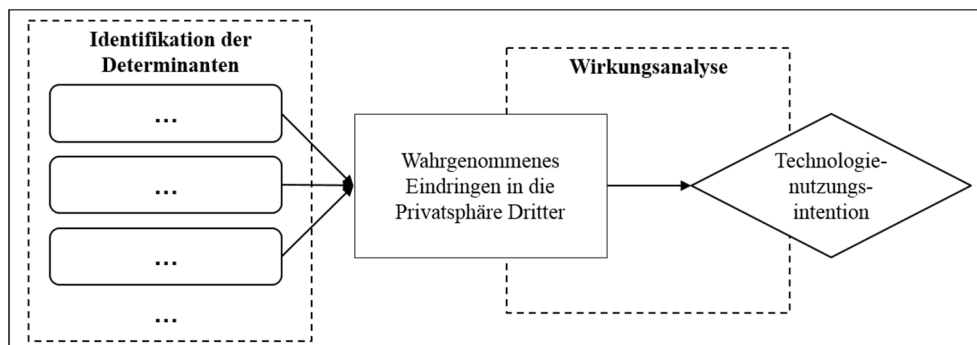 Identifikation der
Determinanten
...
...
...
...
Wahrgenommenes
Eindringen in die
Privatsphäre Dritter
Wirkungsanalyse
Technologie-
nutzungs-
intention